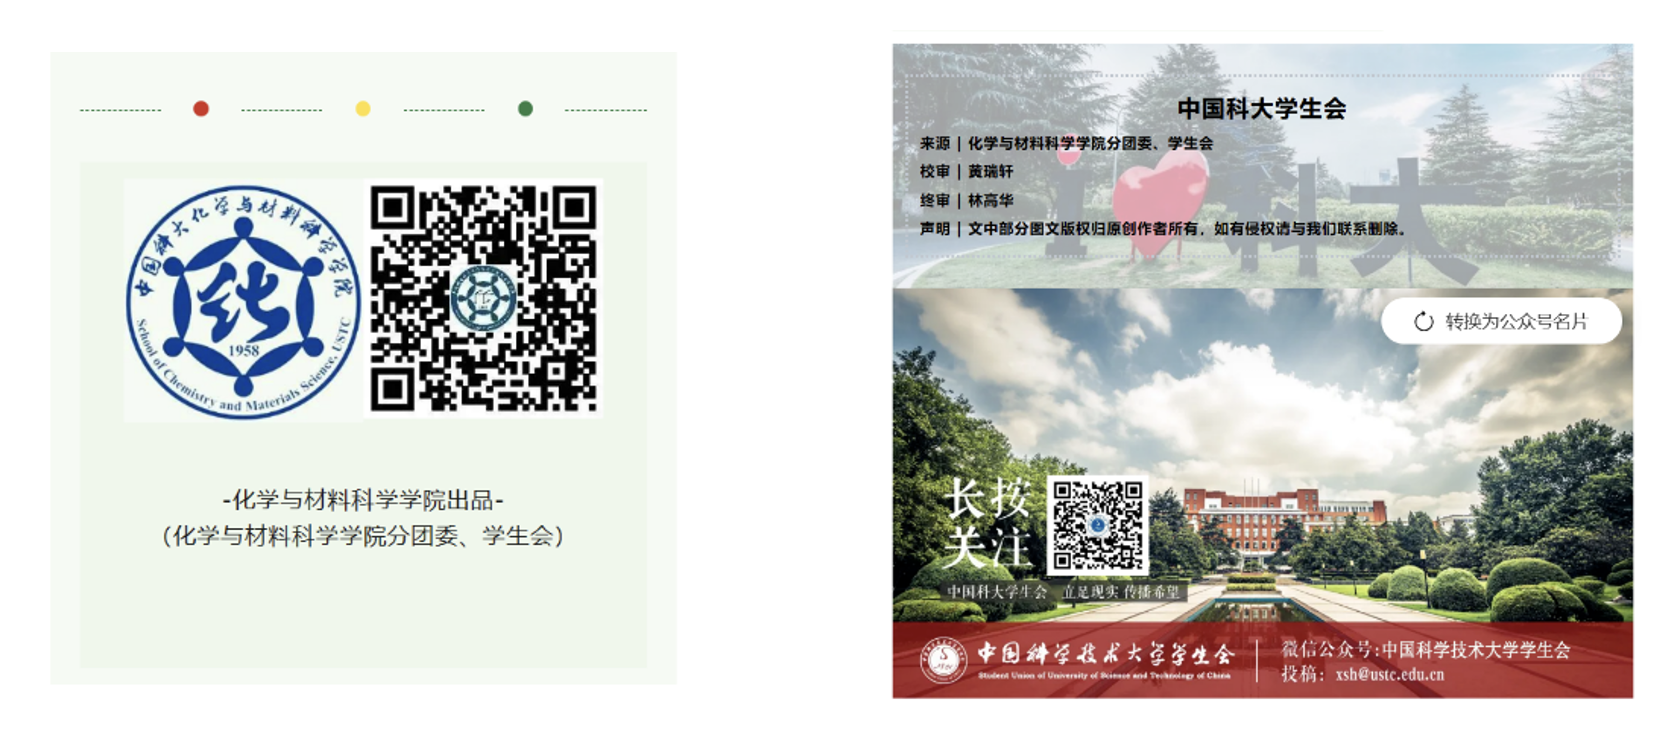 中国科大化学与材料科学学院
1958
School of Chemistry and Materials Science, USTC
-化学与材料科学学院出品-
（化学与材料科学学院分团委、学生会）
中国科大学生会
来源 | 化学与材料科学学院分团委、学生会
校审 | 黄瑞轩
终审 | 林高华
声明 | 文中部分图文版权归原创作者所有，如有侵权请与我们联系删除。
I 科大
转换为公众号名片
长按
关注
中国科大学生会 立足现实 传播希望
中国科学技术大学学生会
Student Union of University of Science and Technology of China
微信公众号:中国科学技术大学学生会
投稿：xsh@ustc.edu.cn